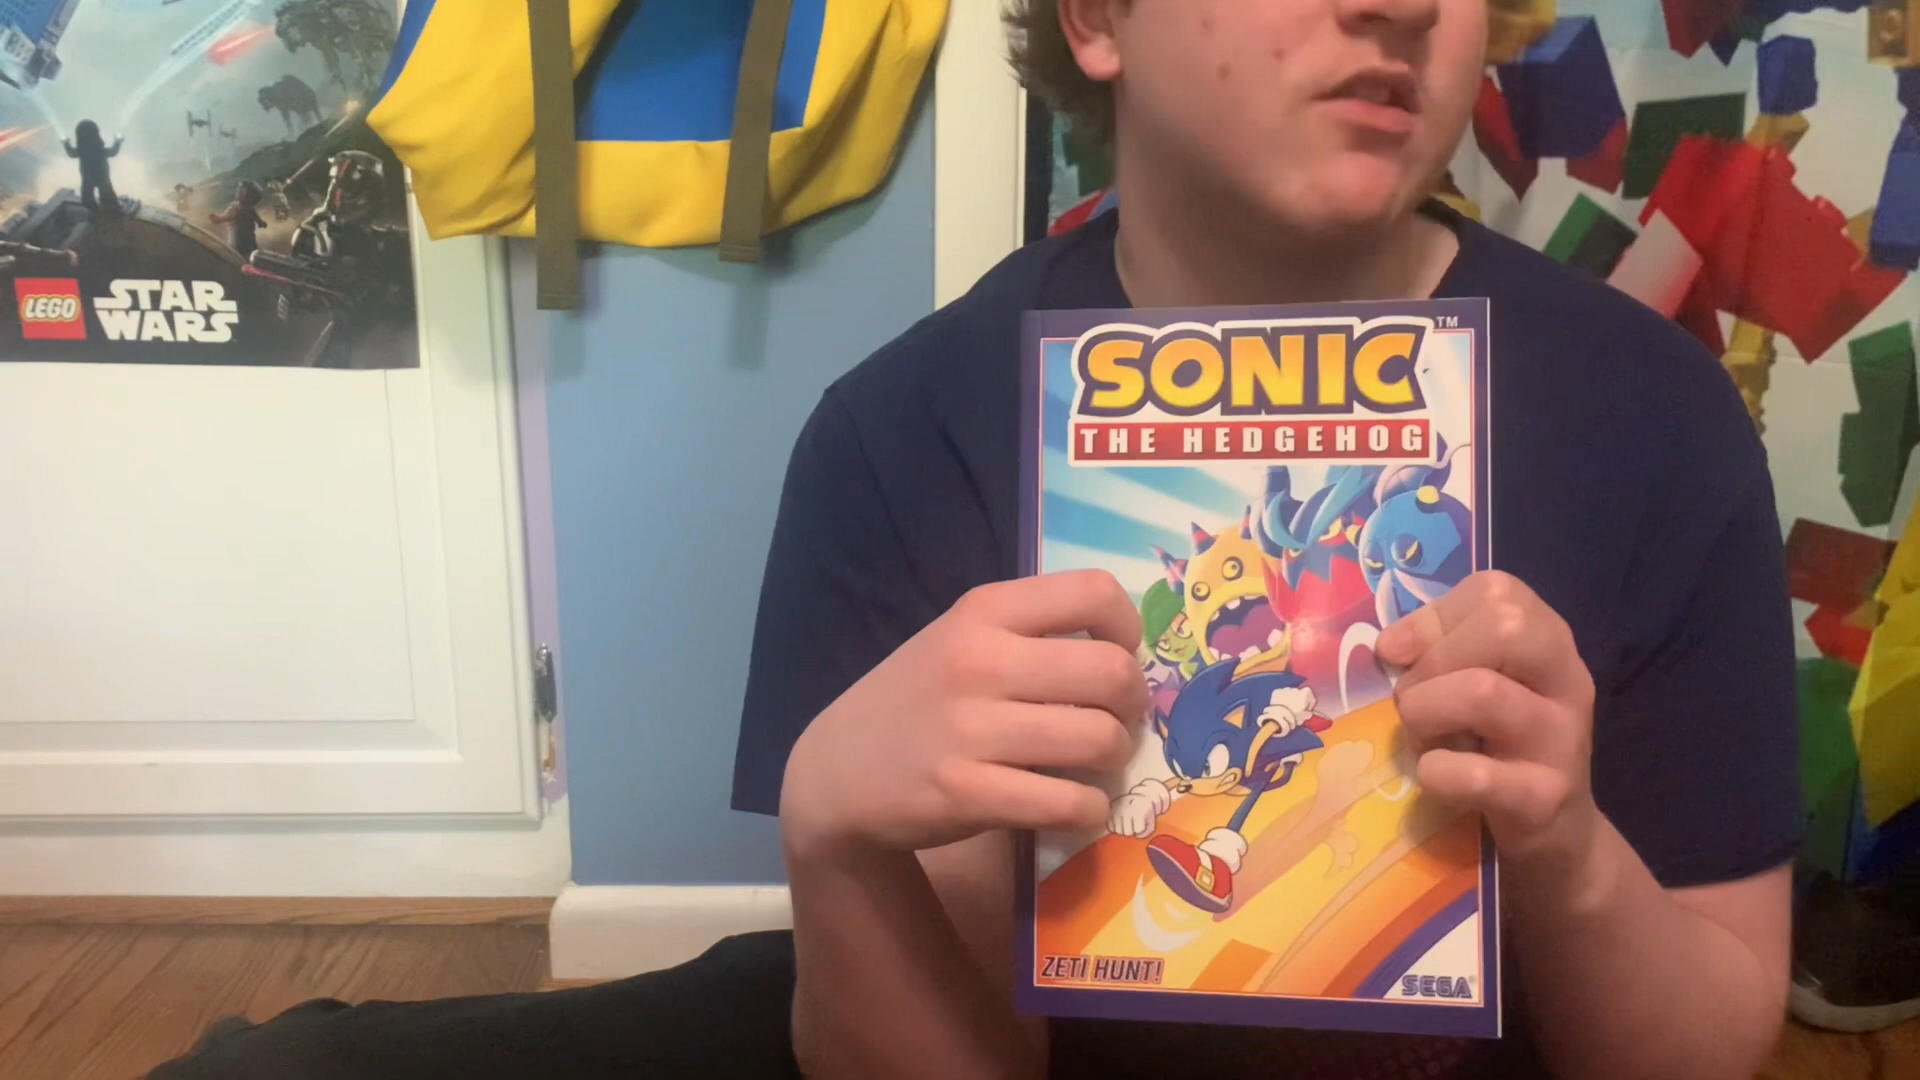 LEGO
STAR
WARS
SONIC
TM
THE HEDGEHOG
ZETI HUNT!
SEGA